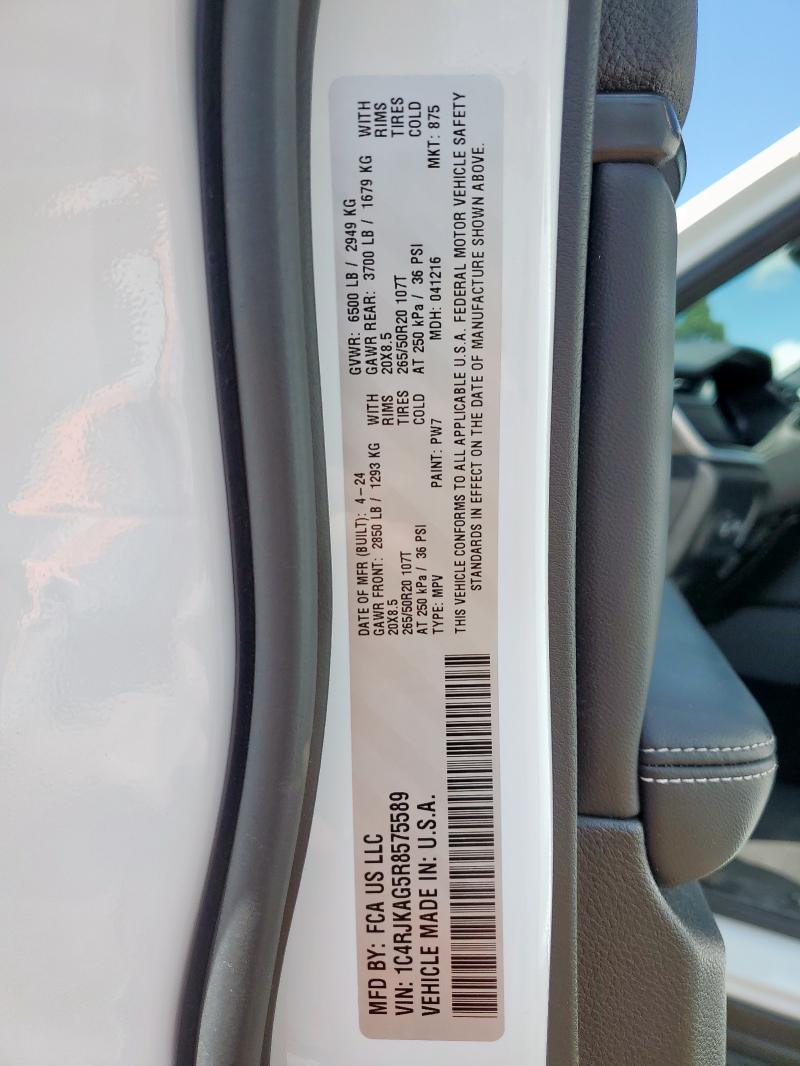 MFD BY: FCA US LLC
VIN: 1C4RJKAG5R8575589
VEHICLE MADE IN: U.S.A.
DATE OF MFR (BUILT): 4-24
GAWR FRONT: 2850 LB / 1293 KG WITH
20X8.5 RIMS
265/50R20 107T TIRES
AT 250 kPa / 36 PSI COLD
TYPE: MPV PAINT: PW7
GVWR: 6500 LB / 2949 KG
GAWR REAR: 3700 LB / 1679 KG WITH
20X8.5 RIMS
265/50R20 107T TIRES
AT 250 kPa / 36 PSI COLD
MDH: 041216 MKT: 875
THIS VEHICLE CONFORMS TO ALL APPLICABLE U.S.A. FEDERAL MOTOR VEHICLE SAFETY
STANDARDS IN EFFECT ON THE DATE OF MANUFACTURE SHOWN ABOVE.